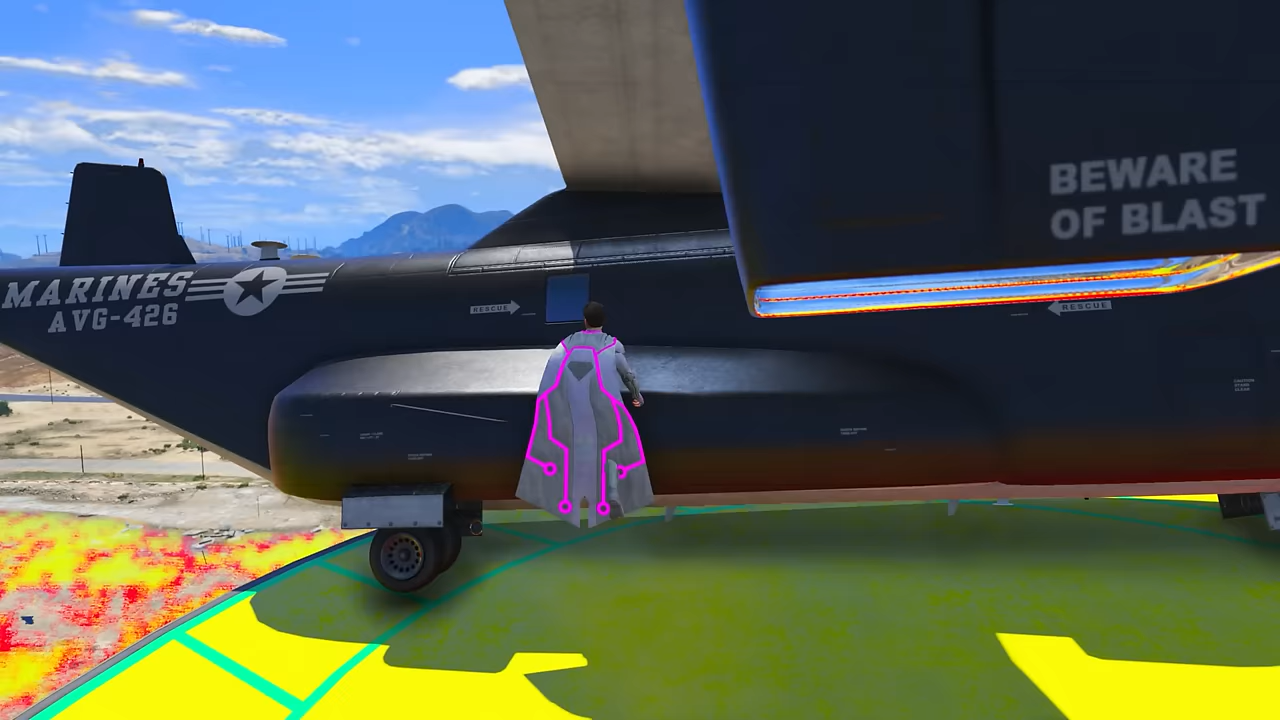 BEWARE
OF BLAST
MARINES
AVG-426
RESCUE
RESCUE